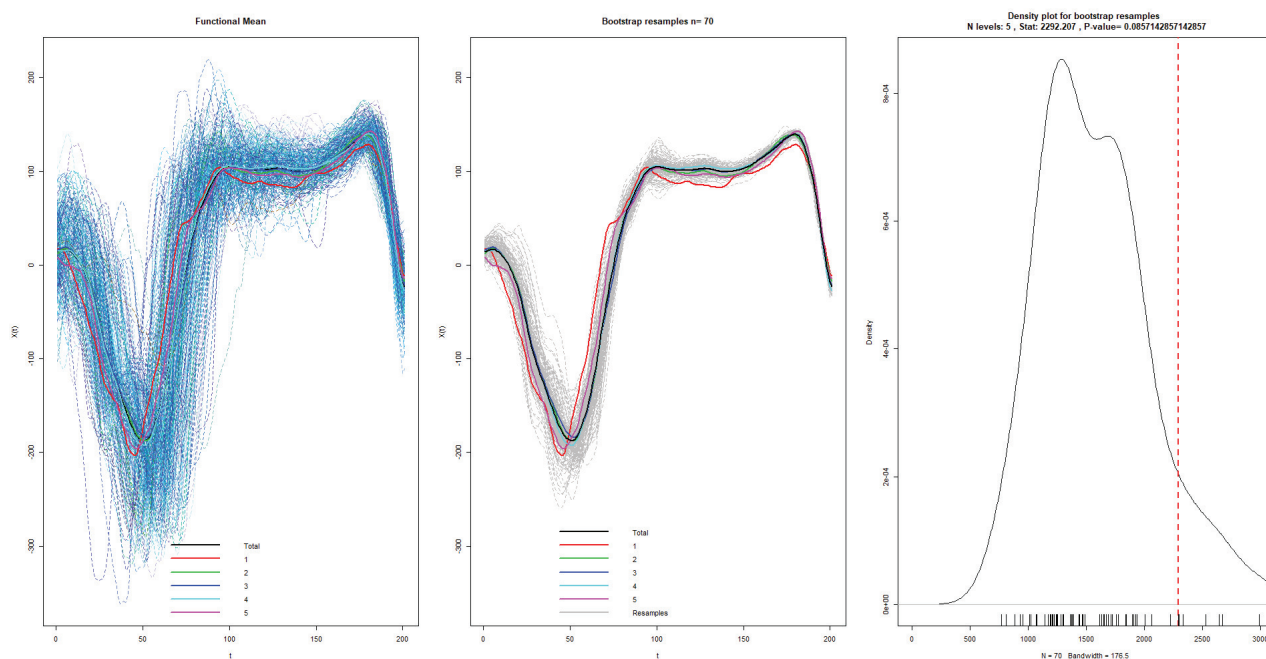 Functional Mean
X(t)
200
100
0
-100
-200
-300
0
50
100
150
200
t
Total
1
2
3
4
5
Bootstrap resamples n= 70
X(t)
200
100
0
-100
-200
-300
0
50
100
150
200
t
Total
1
2
3
4
5
Resamples
Density plot for bootstrap resamples
N levels: 5 , Stat: 2292.207 , P-value= 0.0857142857142857
Density
8e-04
6e-04
4e-04
2e-04
0e+00
0
500
1000
1500
2000
2500
3000
N = 70 Bandwidth = 176.5